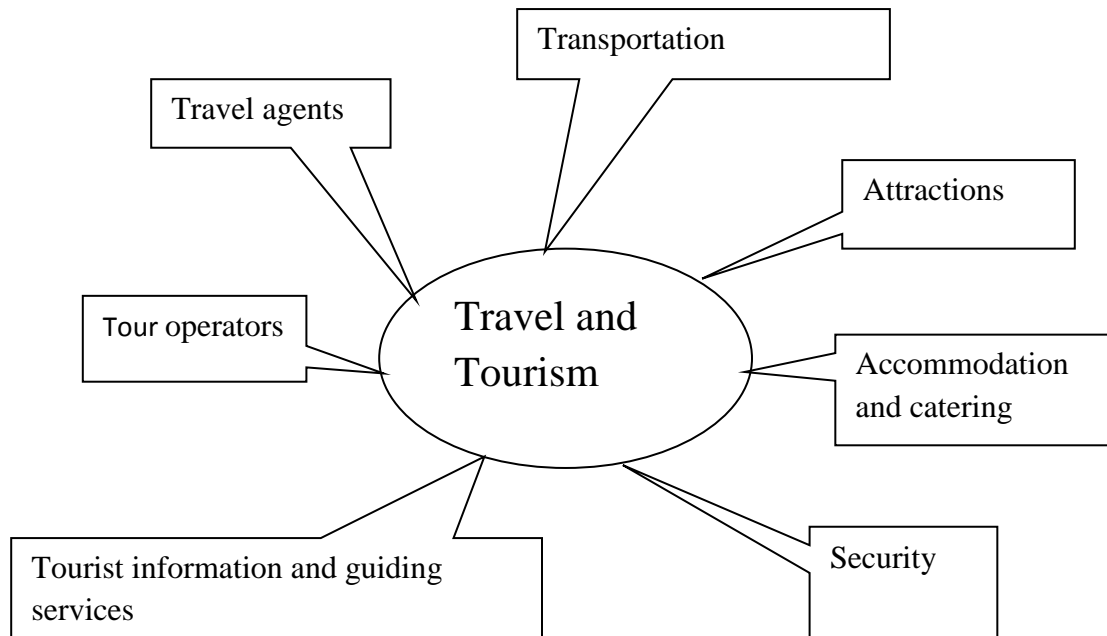 Transportation
Travel agents
Attractions
Travel and
Tourism
Tour operators
Accommodation
and catering
Tourist information and guiding
services
Security